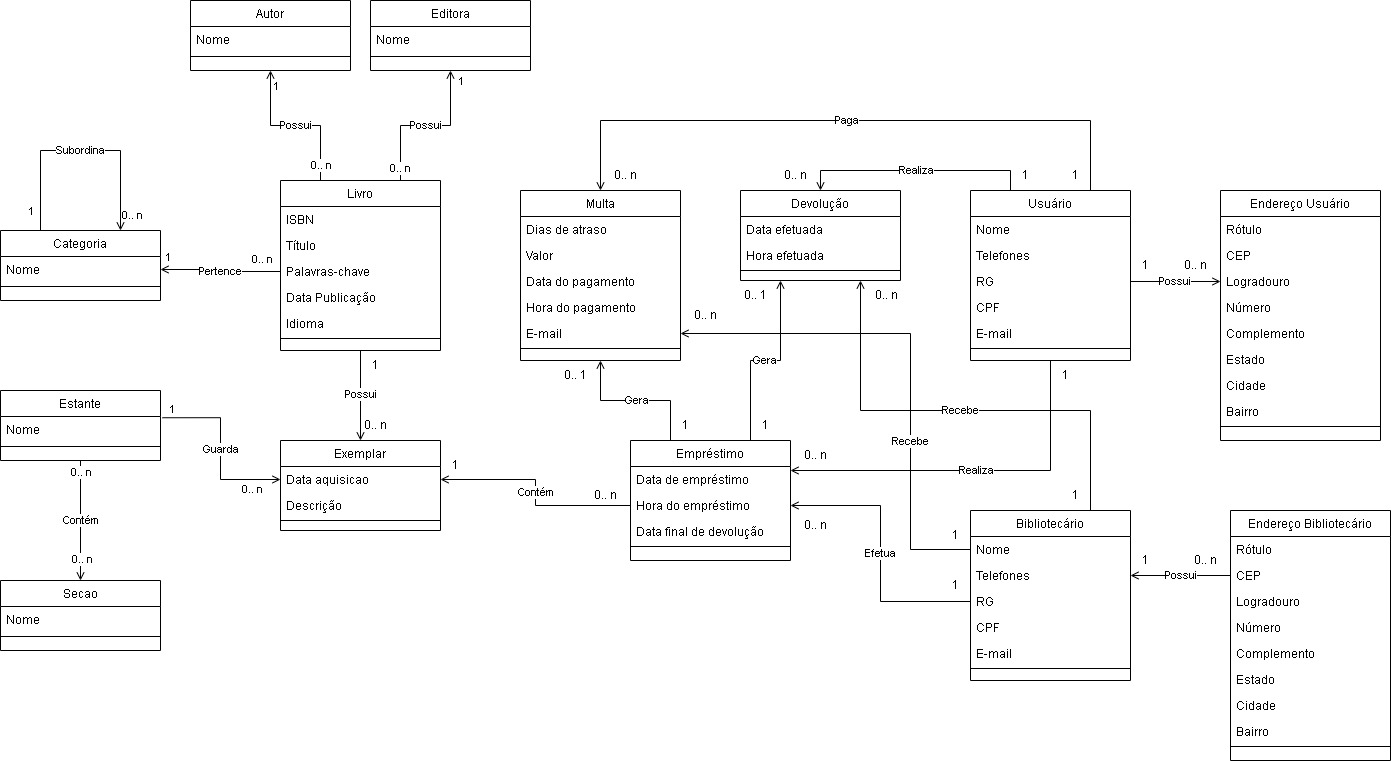 Autor
Nome
Editora
Nome
1
1
Possui
Possui
0.. n
0.. n
Subordina
1
0.. n
Categoria
Nome
1
Pertence
0.. n
Livro
ISBN
Título
Palavras-chave
Data Publicação
Idioma
1
Possui
0.. n
Estante
Nome
1
Guarda
0.. n
0.. n
Contém
0.. n
Secao
Nome
Exemplar
Data aquisicao
Descrição
1
Contém
0.. n
Paga
0.. n
1
Realiza
0.. n
1
Multa
Dias de atraso
Valor
Data do pagamento
Hora do pagamento
E-mail
0.. n
0.. 1
Gera
1
Devolução
Data efetuada
Hora efetuada
0.. 1
0.. n
Gera
1
Recebe
Recebe
Empréstimo
Data de empréstimo
Hora do empréstimo
Data final de devolução
0.. n
Realiza
1
0.. n
Efetua
1
1
1
Usuário
Nome
Telefones
RG
CPF
E-mail
1
Possui
0.. n
Endereço Usuário
Rótulo
CEP
Logradouro
Número
Complemento
Estado
Cidade
Bairro
Bibliotecário
Nome
Telefones
RG
CPF
E-mail
1
Possui
0.. n
Endereço Bibliotecário
Rótulo
CEP
Logradouro
Número
Complemento
Estado
Cidade
Bairro